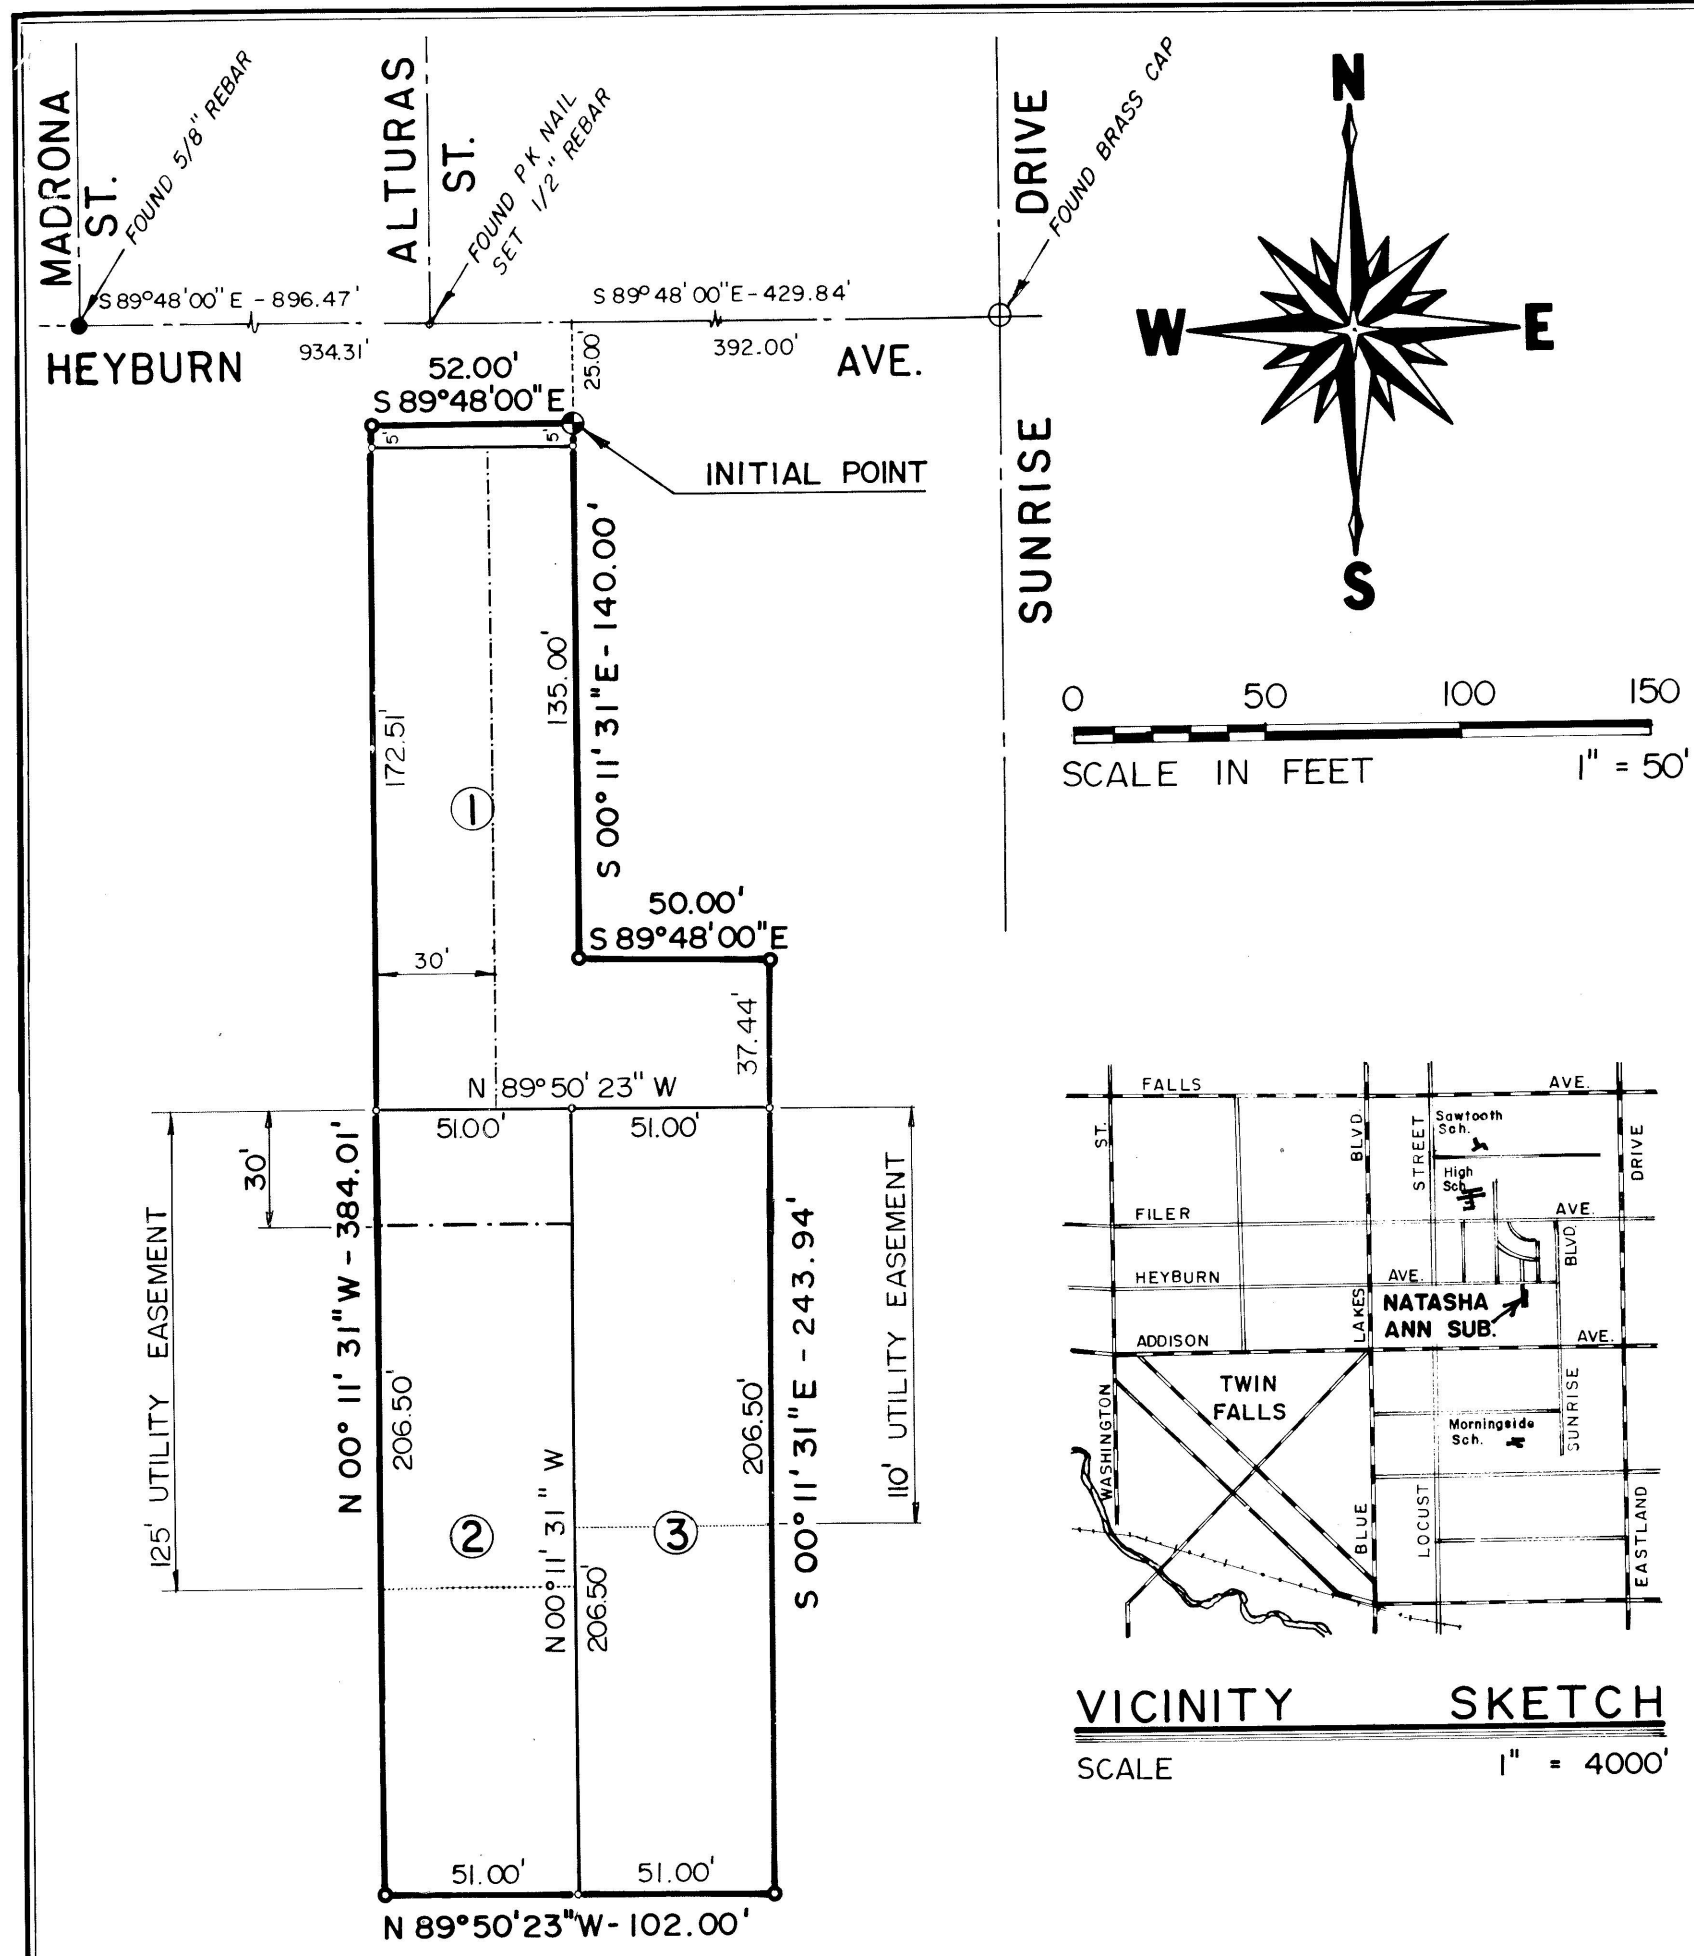 MADRONA
ST.
FOUND 5/8" REBAR
ALTURAS
ST.
FOUND PK NAIL
SET 1/2" REBAR
DRIVE
FOUND BRASS CAP
S 89°48'00" E - 896.47'
S 89°48'00"E-429.84'
HEYBURN
934.31'
25.00'
392.00'
AVE.
52.00'
S 89°48'00"E
5'
5'
INITIAL POINT
SUNRISE
N
W
E
S
0 50 100 150
SCALE IN FEET 1" = 50'
172.51'
135.00'
S 00°11'31"E-140.00'
1
50.00'
S 89°48'00"E
30'
37.44'
N 89°50'23" W
51.00'
51.00'
30'
125' UTILITY EASEMENT
N 00°11'31"W-384.01'
206.50'
N00°11'31" W
206.50'
206.50'
S 00°11'31"E - 243.94'
110' UTILITY EASEMENT
2
3
51.00'
51.00'
N 89°50'23"W-102.00'
FALLS
AVE.
ST.
BLVD.
STREET
Sawtooth
Sch.
DRIVE
High
Sch.
FILER
AVE.
BLVD.
HEYBURN
AVE.
LAKES
NATASHA
ANN SUB.
ADDISON
AVE.
TWIN
FALLS
WASHINGTON
SUNRISE
Morningside
Sch.
BLUE
LOCUST
EASTLAND
VICINITY SKETCH
SCALE 1" = 4000'